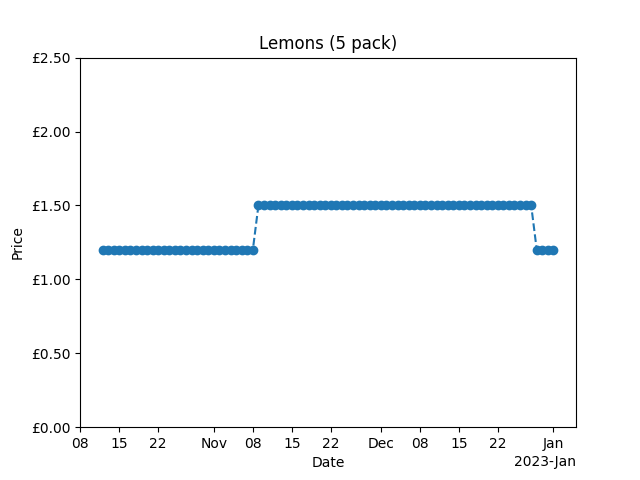 Lemons (5 pack)
£2.50
£2.00
£1.50
£1.00
£0.50
£0.00
Price
08 15 22 Nov 08 15 22 Dec 08 15 22 Jan
Date
2023-Jan